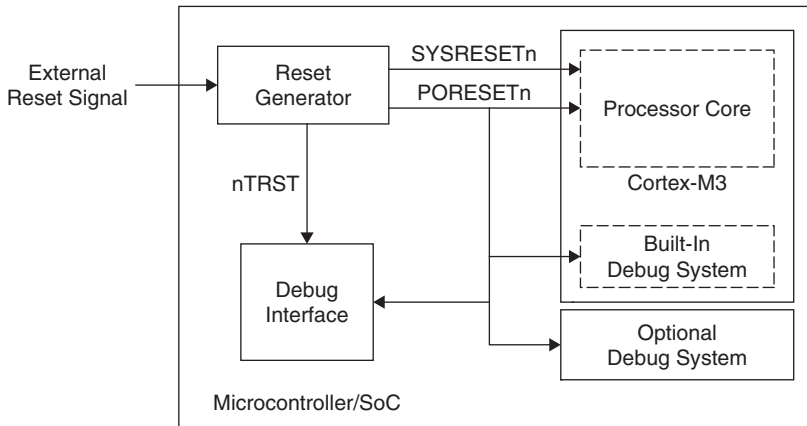 External
Reset Signal
Reset
Generator
SYSRESETn
PORESETn
Processor Core
Cortex-M3
nTRST
Debug
Interface
Built-In
Debug System
Optional
Debug System
Microcontroller/SoC